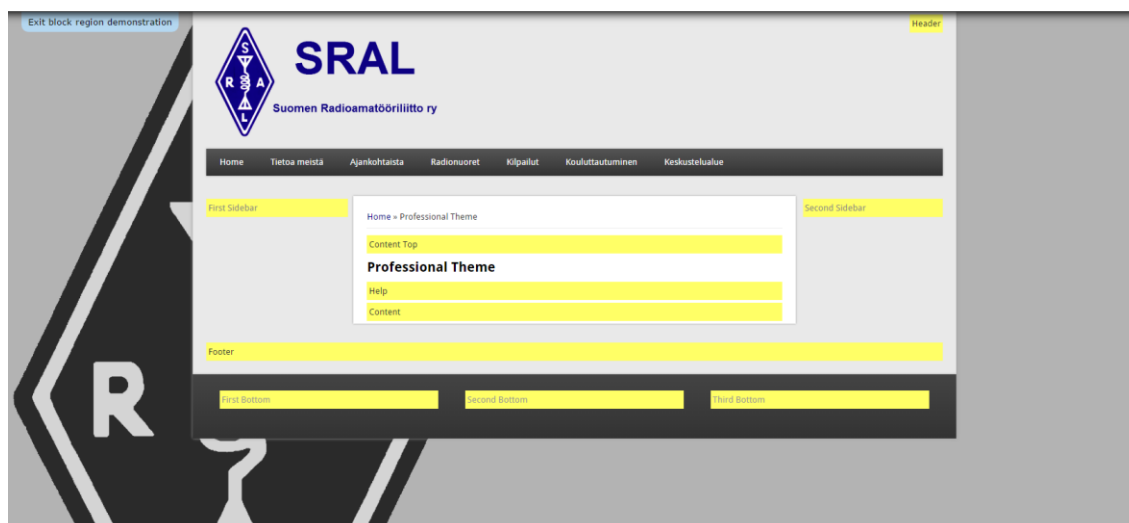 Exit block region demonstration
Header
S
R A
L
SRAL
Suomen Radioamatööriliitto ry
Home Tietoa meistä Ajankohtaista Radionuoret Kilpailut Kouluttautuminen Keskustelualue
First Sidebar
Home » Professional Theme
Second Sidebar
Content Top
Professional Theme
Help
Content
Footer
First Bottom
Second Bottom
Third Bottom
R